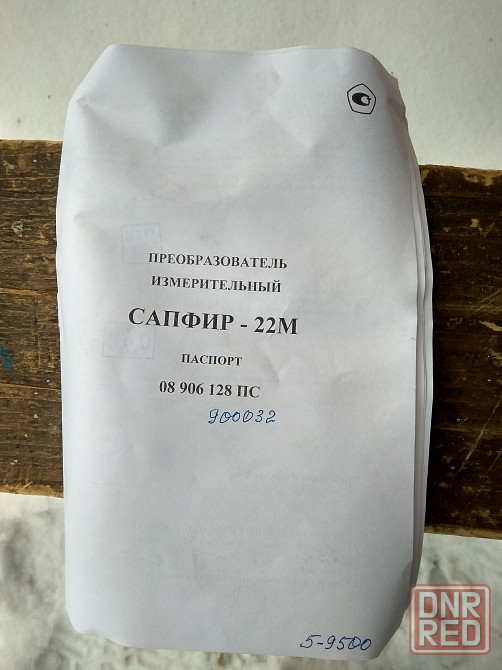 ПРЕОБРАЗОВАТЕЛЬ
ИЗМЕРИТЕЛЬНЫЙ
САПФИР - 22М
ПАСПОРТ
08 906 128 ПС
900032
5-9500
DNR
RED